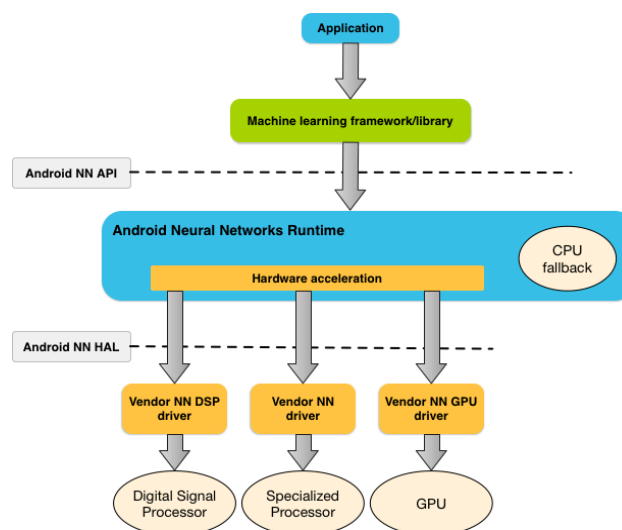 Application
Machine learning framework/library
Android NN API
Android Neural Networks Runtime
CPU
fallback
Hardware acceleration
Android NN HAL
Vendor NN DSP
driver
Vendor NN
driver
Vendor NN GPU
driver
Digital Signal
Processor
Specialized
Processor
GPU